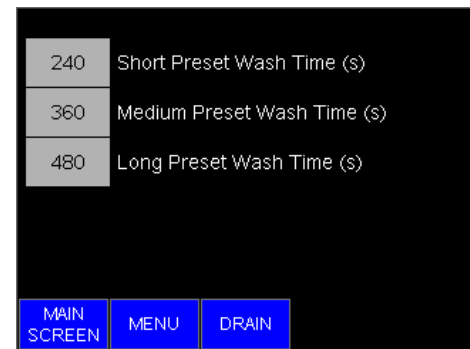 240 Short Preset Wash Time (s)
360 Medium Preset Wash Time (s)
480 Long Preset Wash Time (s)
MAIN
SCREEN
MENU
DRAIN